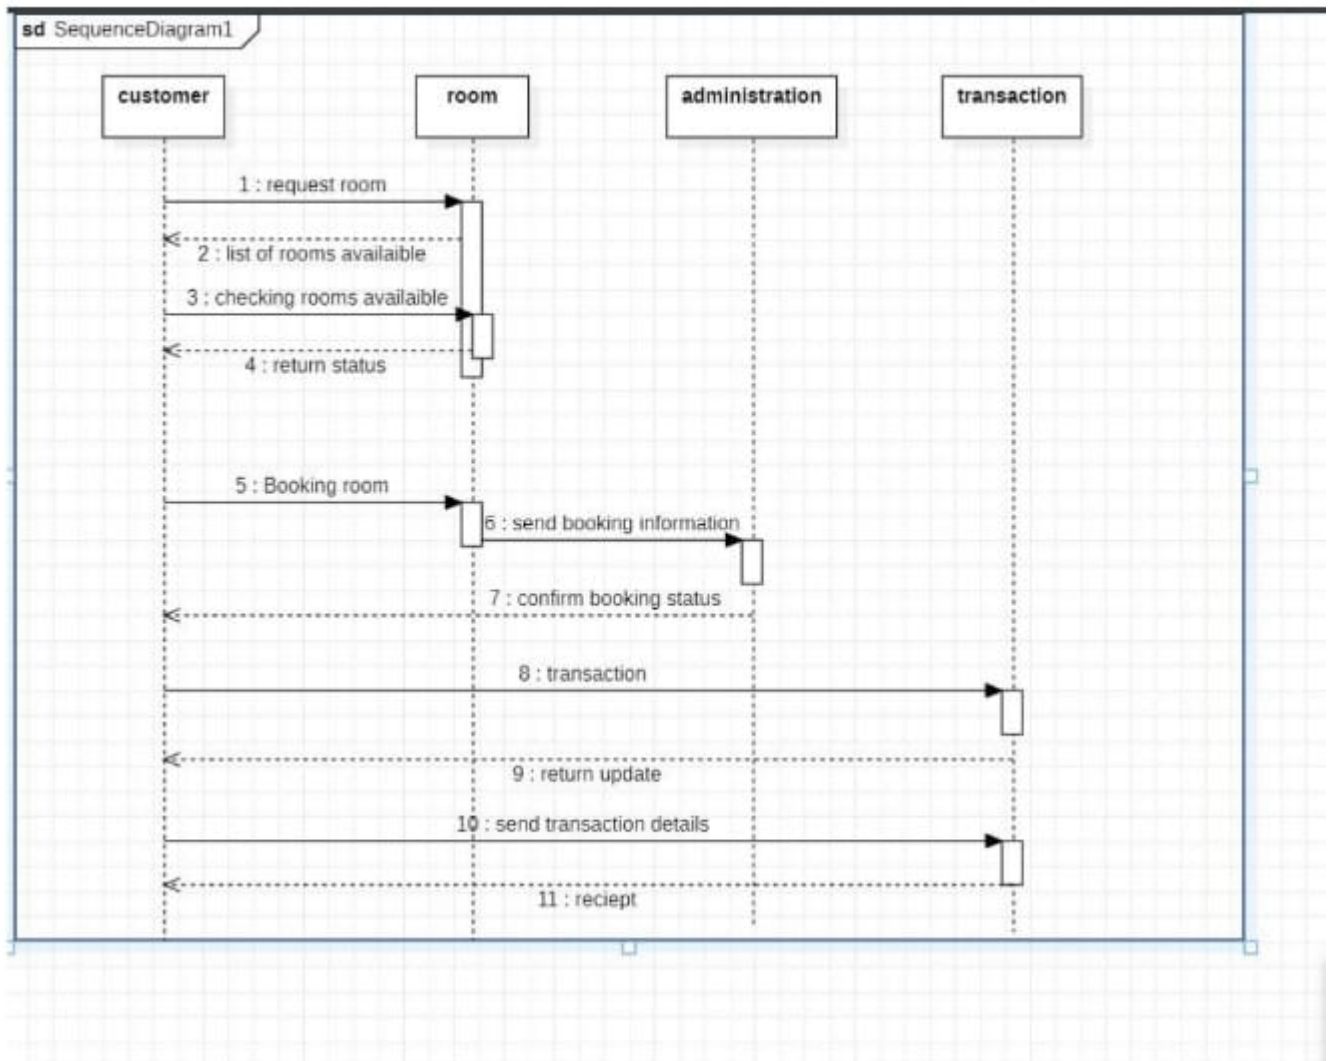 sd SequenceDiagram1
customer
room
administration
transaction
1 : request room
2 : list of rooms availaible
3 : checking rooms availaible
4 : return status
5 : Booking room
6 : send booking information
7 : confirm booking status
8 : transaction
9 : return update
10 : send transaction details
11 : reciept